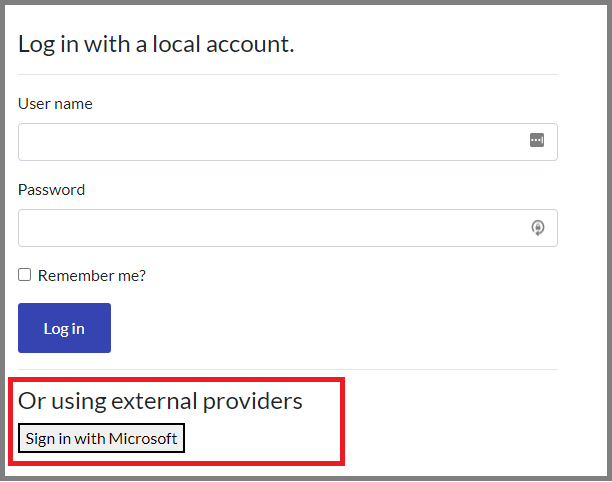 Log in with a local account.
User name
Password
Remember me?
Log in
Or using external providers
Sign in with Microsoft